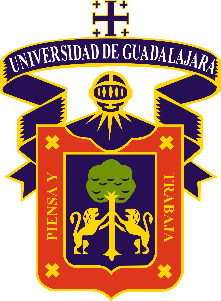 UNIVERSIDAD DE GUADALAJARA
PIENSA Y
TRABAJA